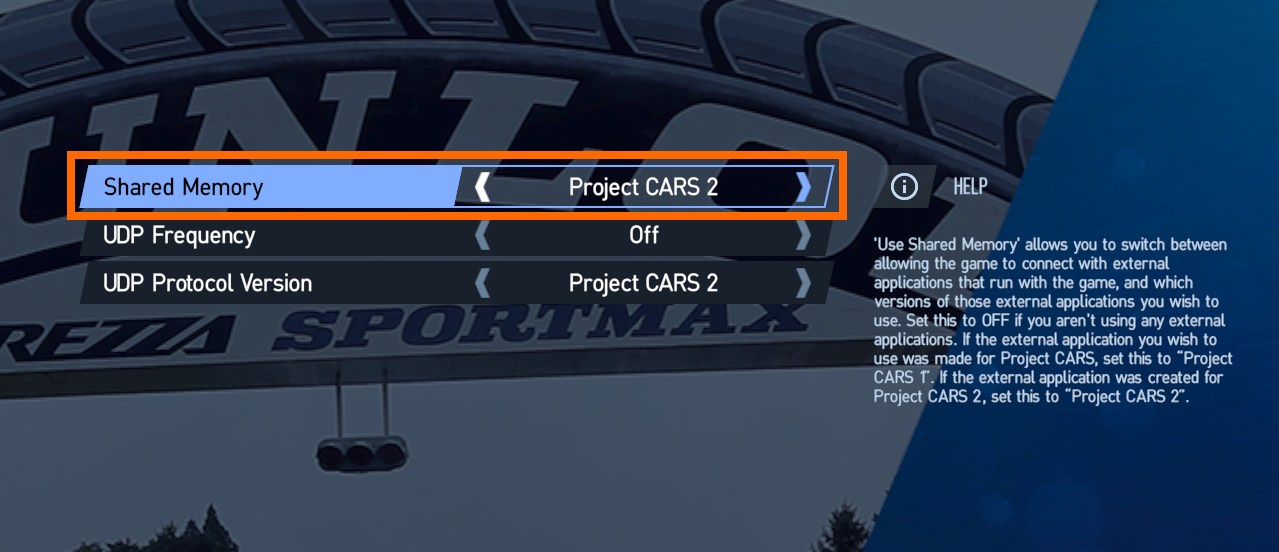 UNLO
Shared Memory
Project CARS 2
HELP
UDP Frequency
Off
UDP Protocol Version
Project CARS 2
'Use Shared Memory' allows you to switch between
allowing the game to connect with external
applications that run with the game, and which
versions of those external applications you wish to
use. Set this to OFF if you aren't using any external
applications. If the external application you wish to
use was made for Project CARS, set this to "Project
CARS 1". If the external application was created for
Project CARS 2, set this to "Project CARS 2".
REZZA SPORTMAX